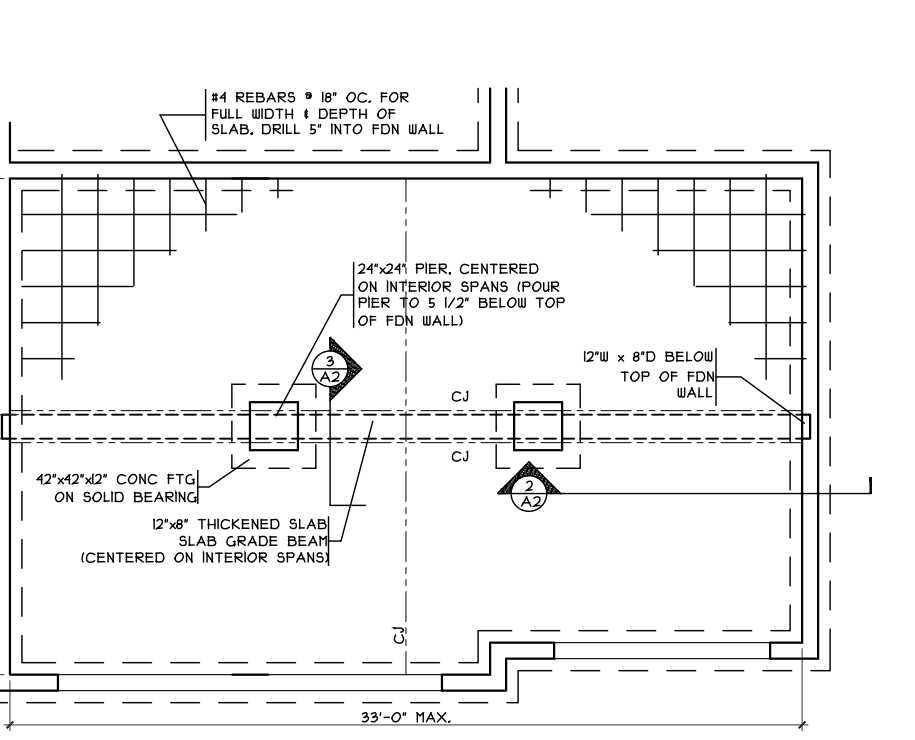 #4 REBARS @ 18" OC. FOR
FULL WIDTH & DEPTH OF
SLAB. DRILL 5" INTO FDN WALL
24"x24" PIER, CENTERED
ON INTERIOR SPANS (POUR
PIER TO 5 1/2" BELOW TOP
OF FDN WALL)
3
A2
12"W x 8"D BELOW
TOP OF FDN
WALL
CJ
CJ
42"x42"x12" CONC FTG
ON SOLID BEARING
2
A2
12"x8" THICKENED SLAB
SLAB GRADE BEAM
(CENTERED ON INTERIOR SPANS)
CJ
33'-0" MAX.